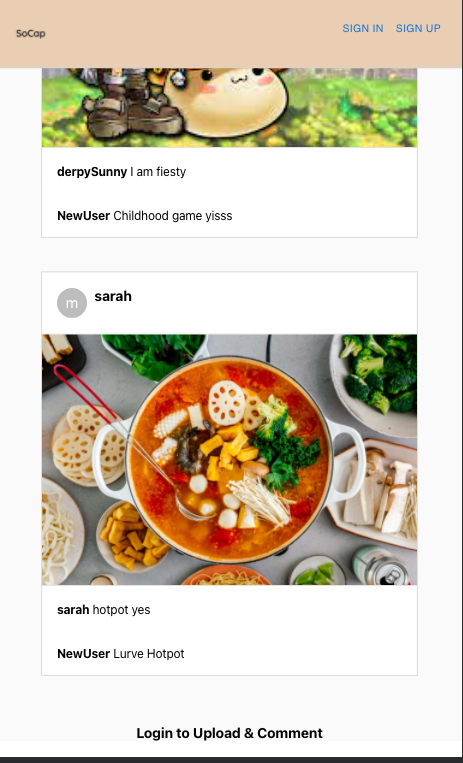 SoCap
SIGN IN SIGN UP
derpySunny I am fiesty
NewUser Childhood game yisss
m
sarah
sarah hotpot yes
NewUser Lurve Hotpot
Login to Upload & Comment